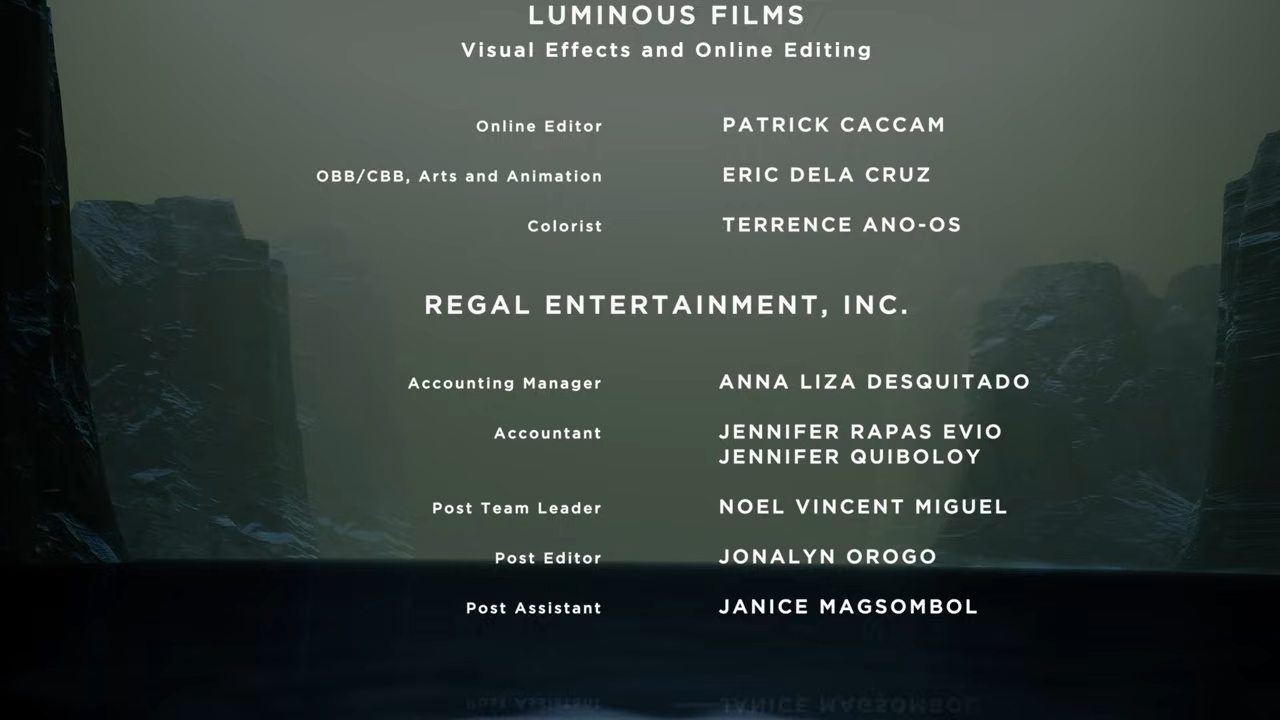 LUMINOUS FILMS
Visual Effects and Online Editing
Online Editor PATRICK CACCAM
OBB/CBB, Arts and Animation ERIC DELA CRUZ
Colorist TERRENCE ANO-OS
REGAL ENTERTAINMENT, INC.
Accounting Manager ANNA LIZA DESQUITADO
Accountant JENNIFER RAPAS EVIO
JENNIFER QUIBOLOY
Post Team Leader NOEL VINCENT MIGUEL
Post Editor JONALYN OROGO
Post Assistant JANICE MAGSOMBOL